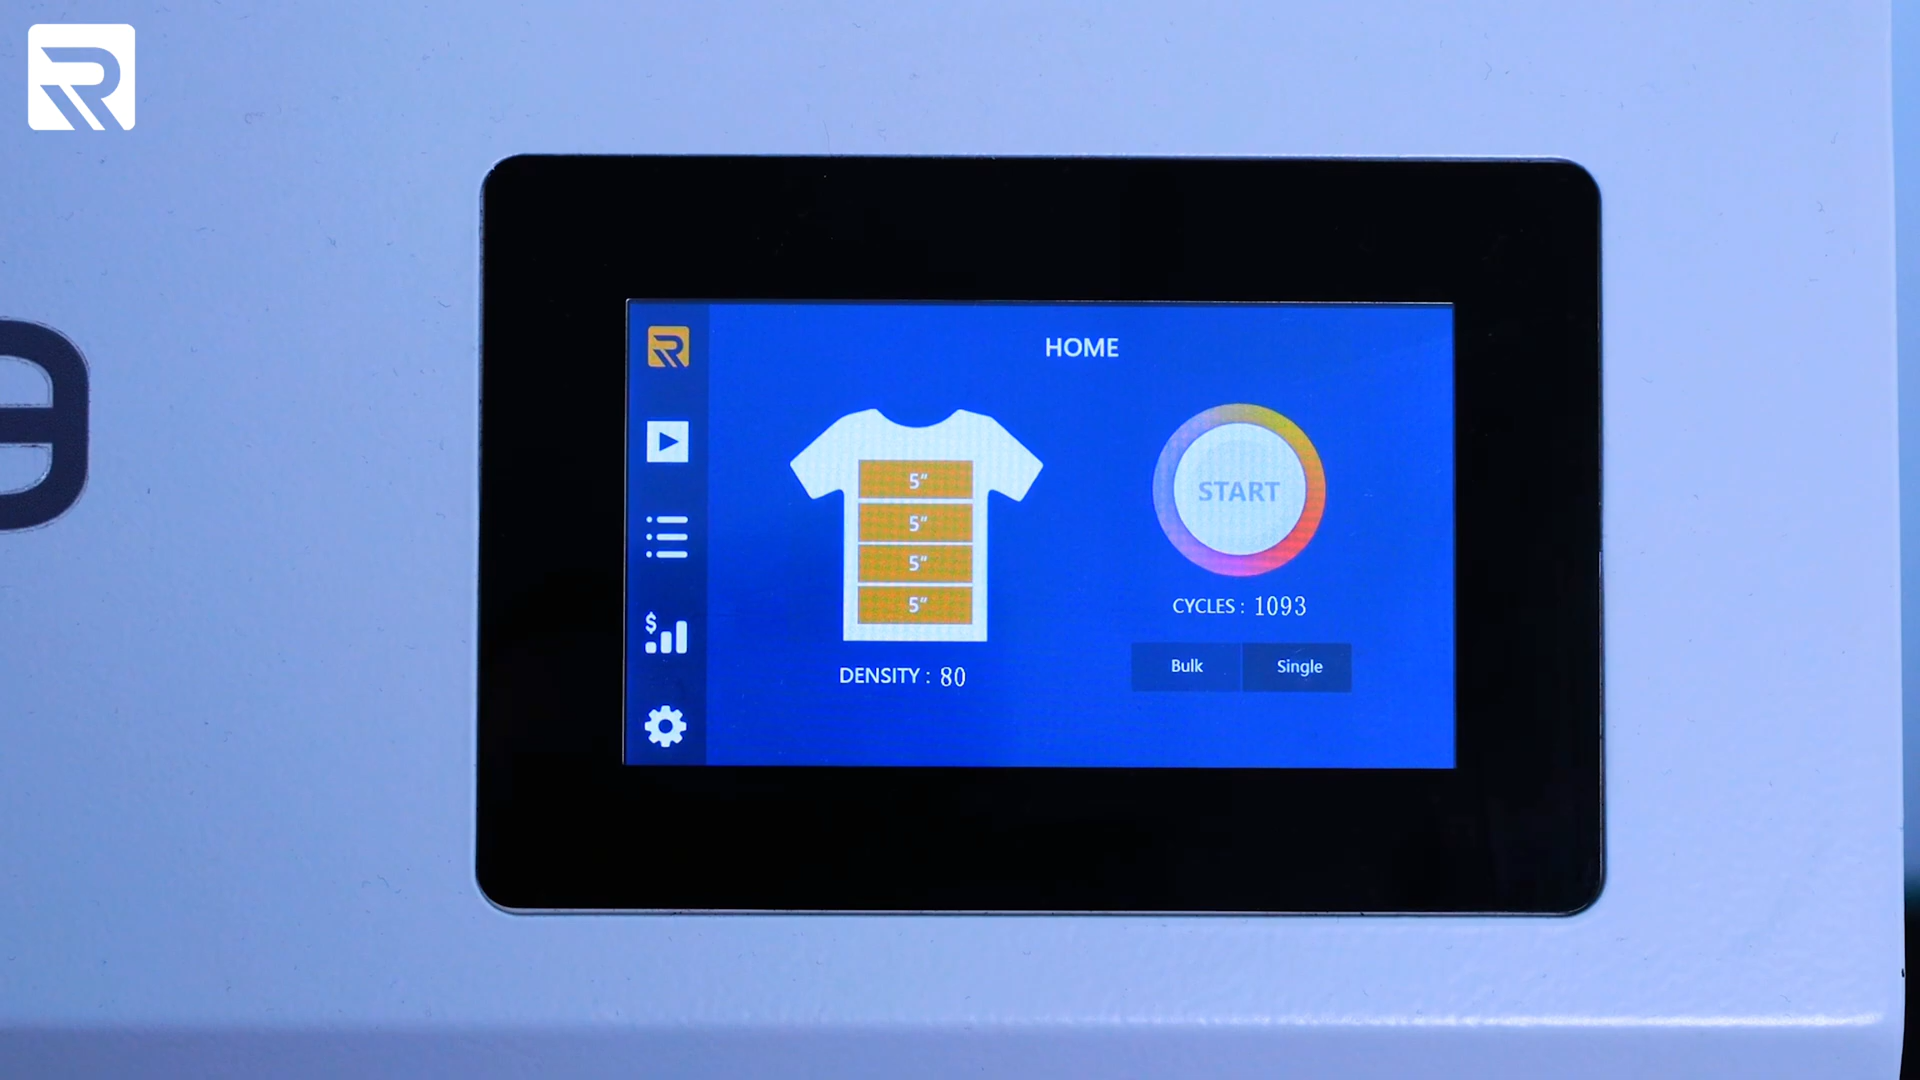 HOME
5"
5"
5"
5"
DENSITY : 80
START
CYCLES : 1093
Bulk
Single